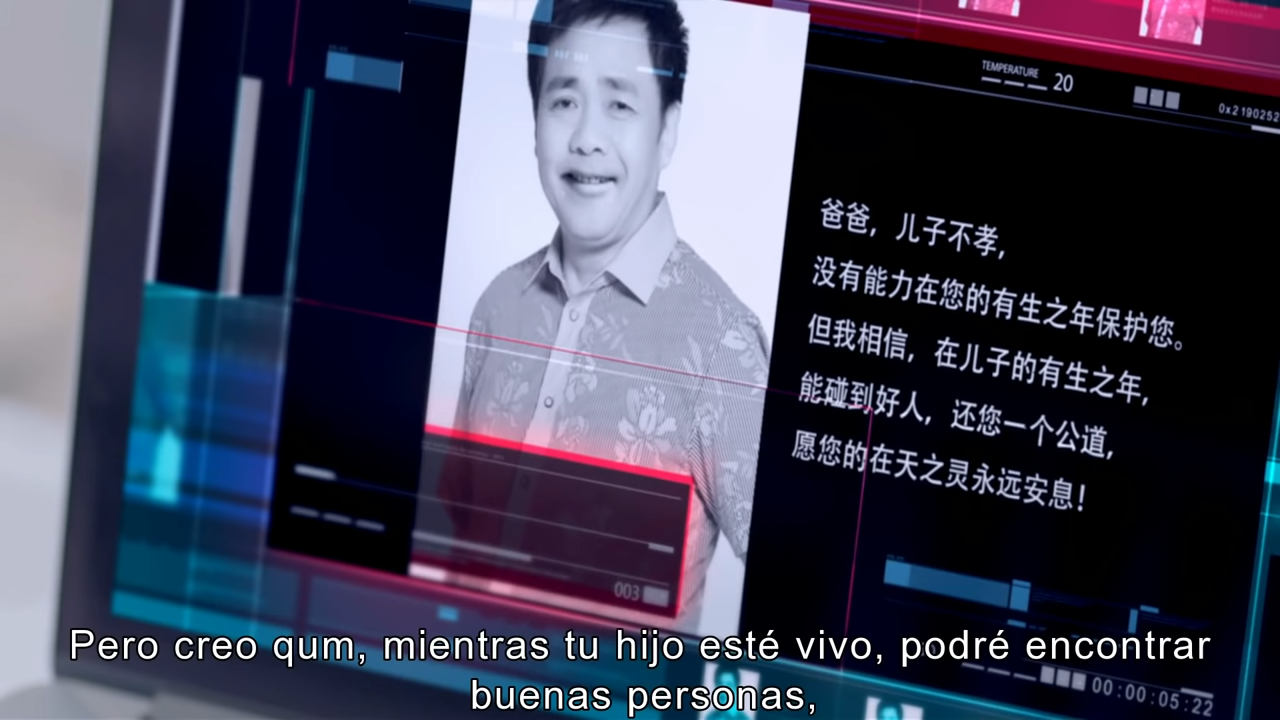 TEMPERATURE 20
0x2190252
爸爸，儿子不孝，
没有能力在您的有生之年保护您。
但我相信，在儿子的有生之年，
能碰到好人，还您一个公道，
愿您的在天之灵永远安息！
003
00:00:05:22
Pero creo qum, mientras tu hijo esté vivo, podré encontrar
buenas personas,